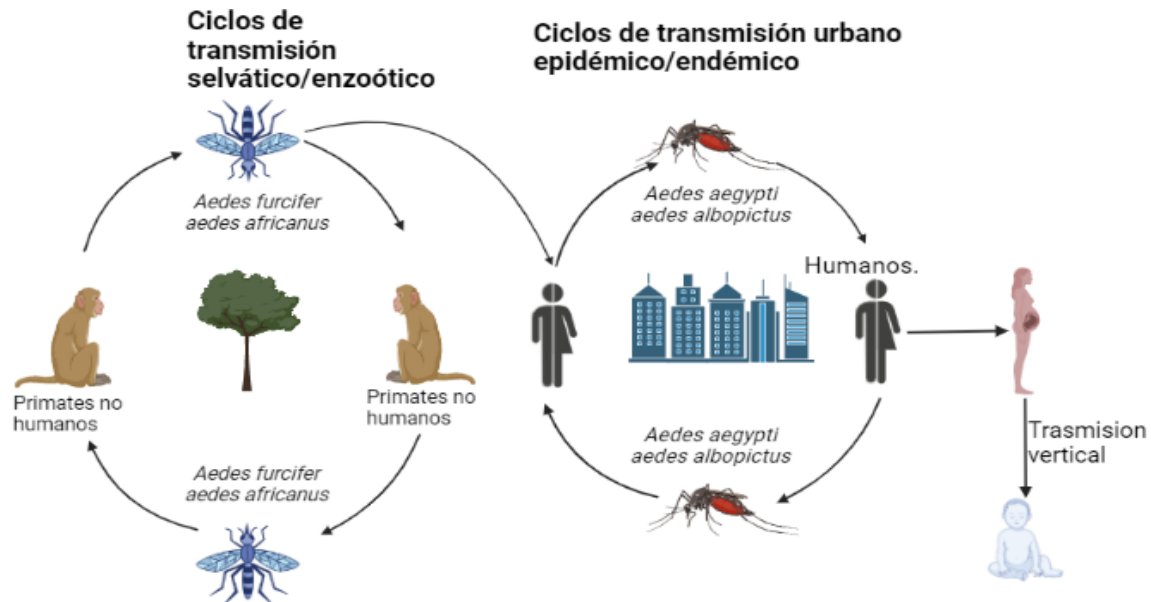 Ciclos de
transmisión
selvático/enzoótico
Ciclos de transmisión urbano
epidémico/endémico
Aedes furcifer
aedes africanus
Aedes aegypti
aedes albopictus
Humanos.
Primates no
humanos
Primates no
humanos
Aedes furcifer
aedes africanus
Aedes aegypti
aedes albopictus
Trasmision
vertical